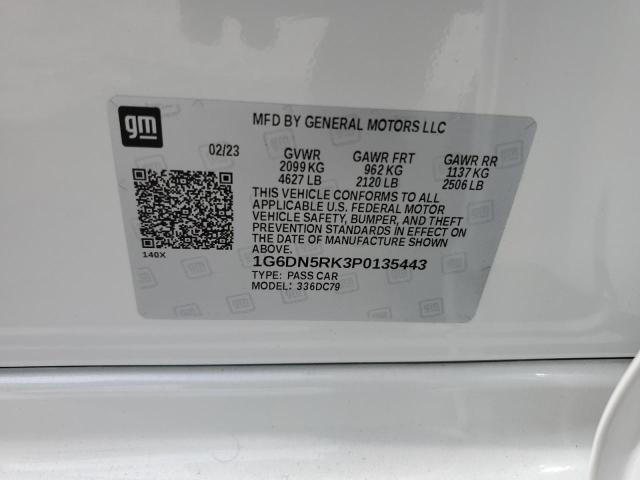 gm
MFD BY GENERAL MOTORS LLC
02/23 GVWR GAWR FRT GAWR RR
2099 KG 962 KG 1137 KG
4627 LB 2120 LB 2506 LB
THIS VEHICLE CONFORMS TO ALL
APPLICABLE U.S. FEDERAL MOTOR
VEHICLE SAFETY, BUMPER, AND THEFT
PREVENTION STANDARDS IN EFFECT ON
THE DATE OF MANUFACTURE SHOWN
ABOVE.
140X
1G6DN5RK3P0135443
TYPE: PASS CAR
MODEL: 336DC79